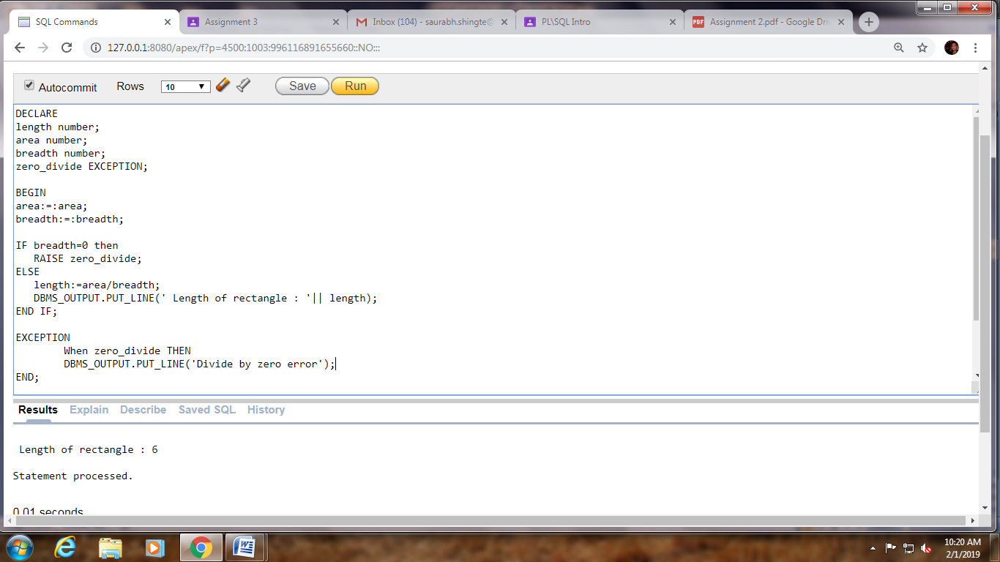 SQL Commands
Assignment 3
Inbox (104) - saurabh.shingte@
PL\SQL Intro
PDF Assignment 2.pdf - Google Dri
127.0.0.1:8080/apex/f?p=4500:1003:996116891655660::NO:::
Autocommit Rows 10 Save Run
DECLARE
length number;
area number;
breadth number;
zero_divide EXCEPTION;
BEGIN
area:=:area;
breadth:=:breadth;
IF breadth=0 then
RAISE zero_divide;
ELSE
length:=area/breadth;
DBMS_OUTPUT.PUT_LINE(' Length of rectangle : '|| length);
END IF;
EXCEPTION
When zero_divide THEN
DBMS_OUTPUT.PUT_LINE('Divide by zero error');
END;
Results Explain Describe Saved SQL History
Length of rectangle : 6
Statement processed.
0.01 seconds
10:20 AM
2/1/2019